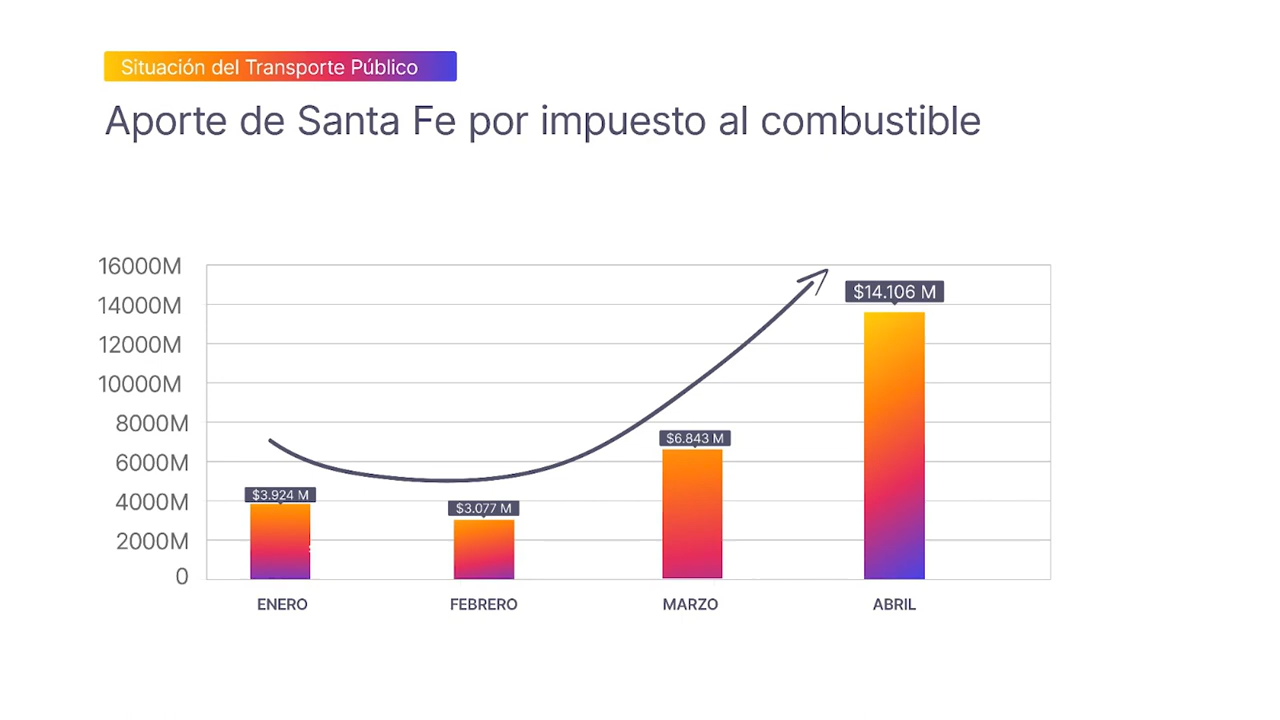 Situación del Transporte Público
Aporte de Santa Fe por impuesto al combustible
16000M
14000M
12000M
10000M
8000M
6000M
4000M
2000M
0
$3.924 M
$3.077 M
$6.843 M
$14.106 M
ENERO
FEBRERO
MARZO
ABRIL